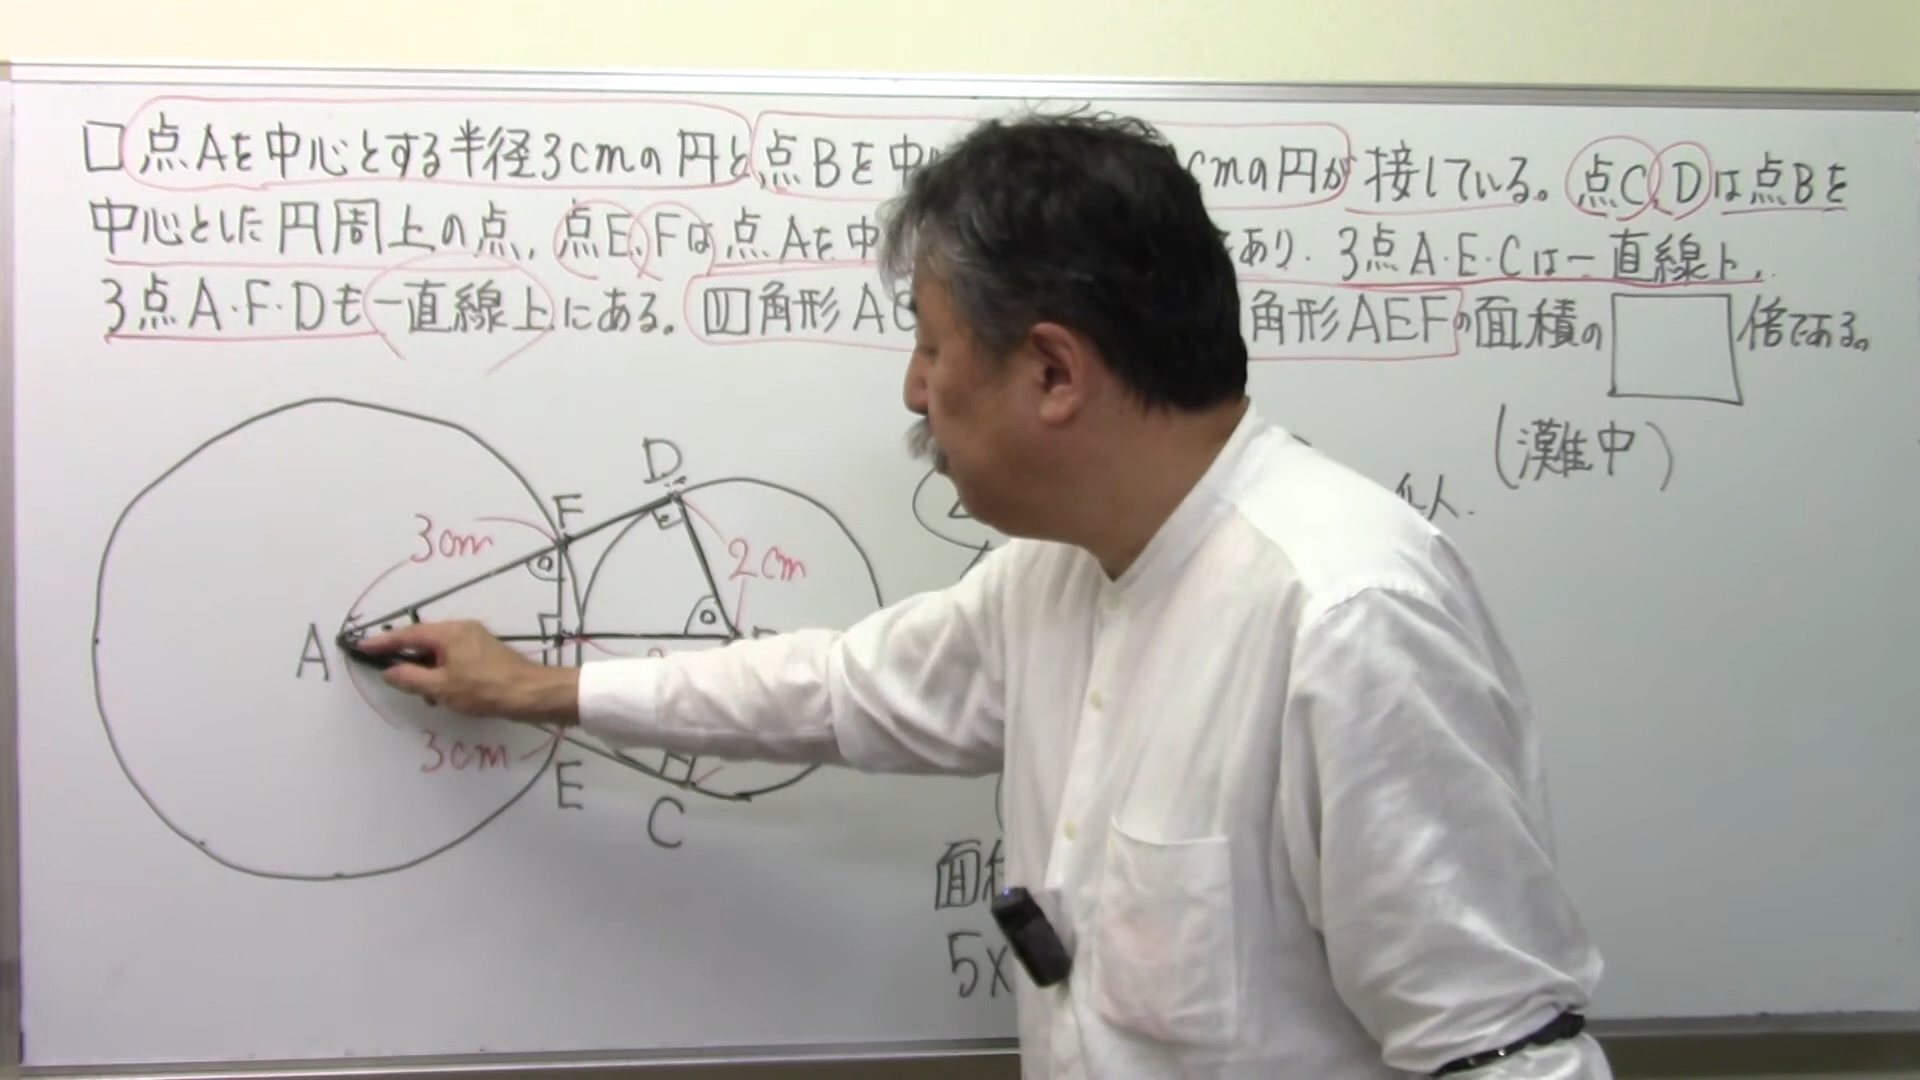 □ 点Aを中心とする半径3cmの円と、点Bを中 cmの円が 接している。点C、Dは点Bを
中心とした円周上の点、点E、Fは点Aを中 あり、3点A・E・Cは一直線上、
3点A・F・Dも一直線上にある。四角形A 角形AEFの面積の □ 倍である。
(灘中)
D
F
3cm
2cm
A
3cm
E
C
面
5×